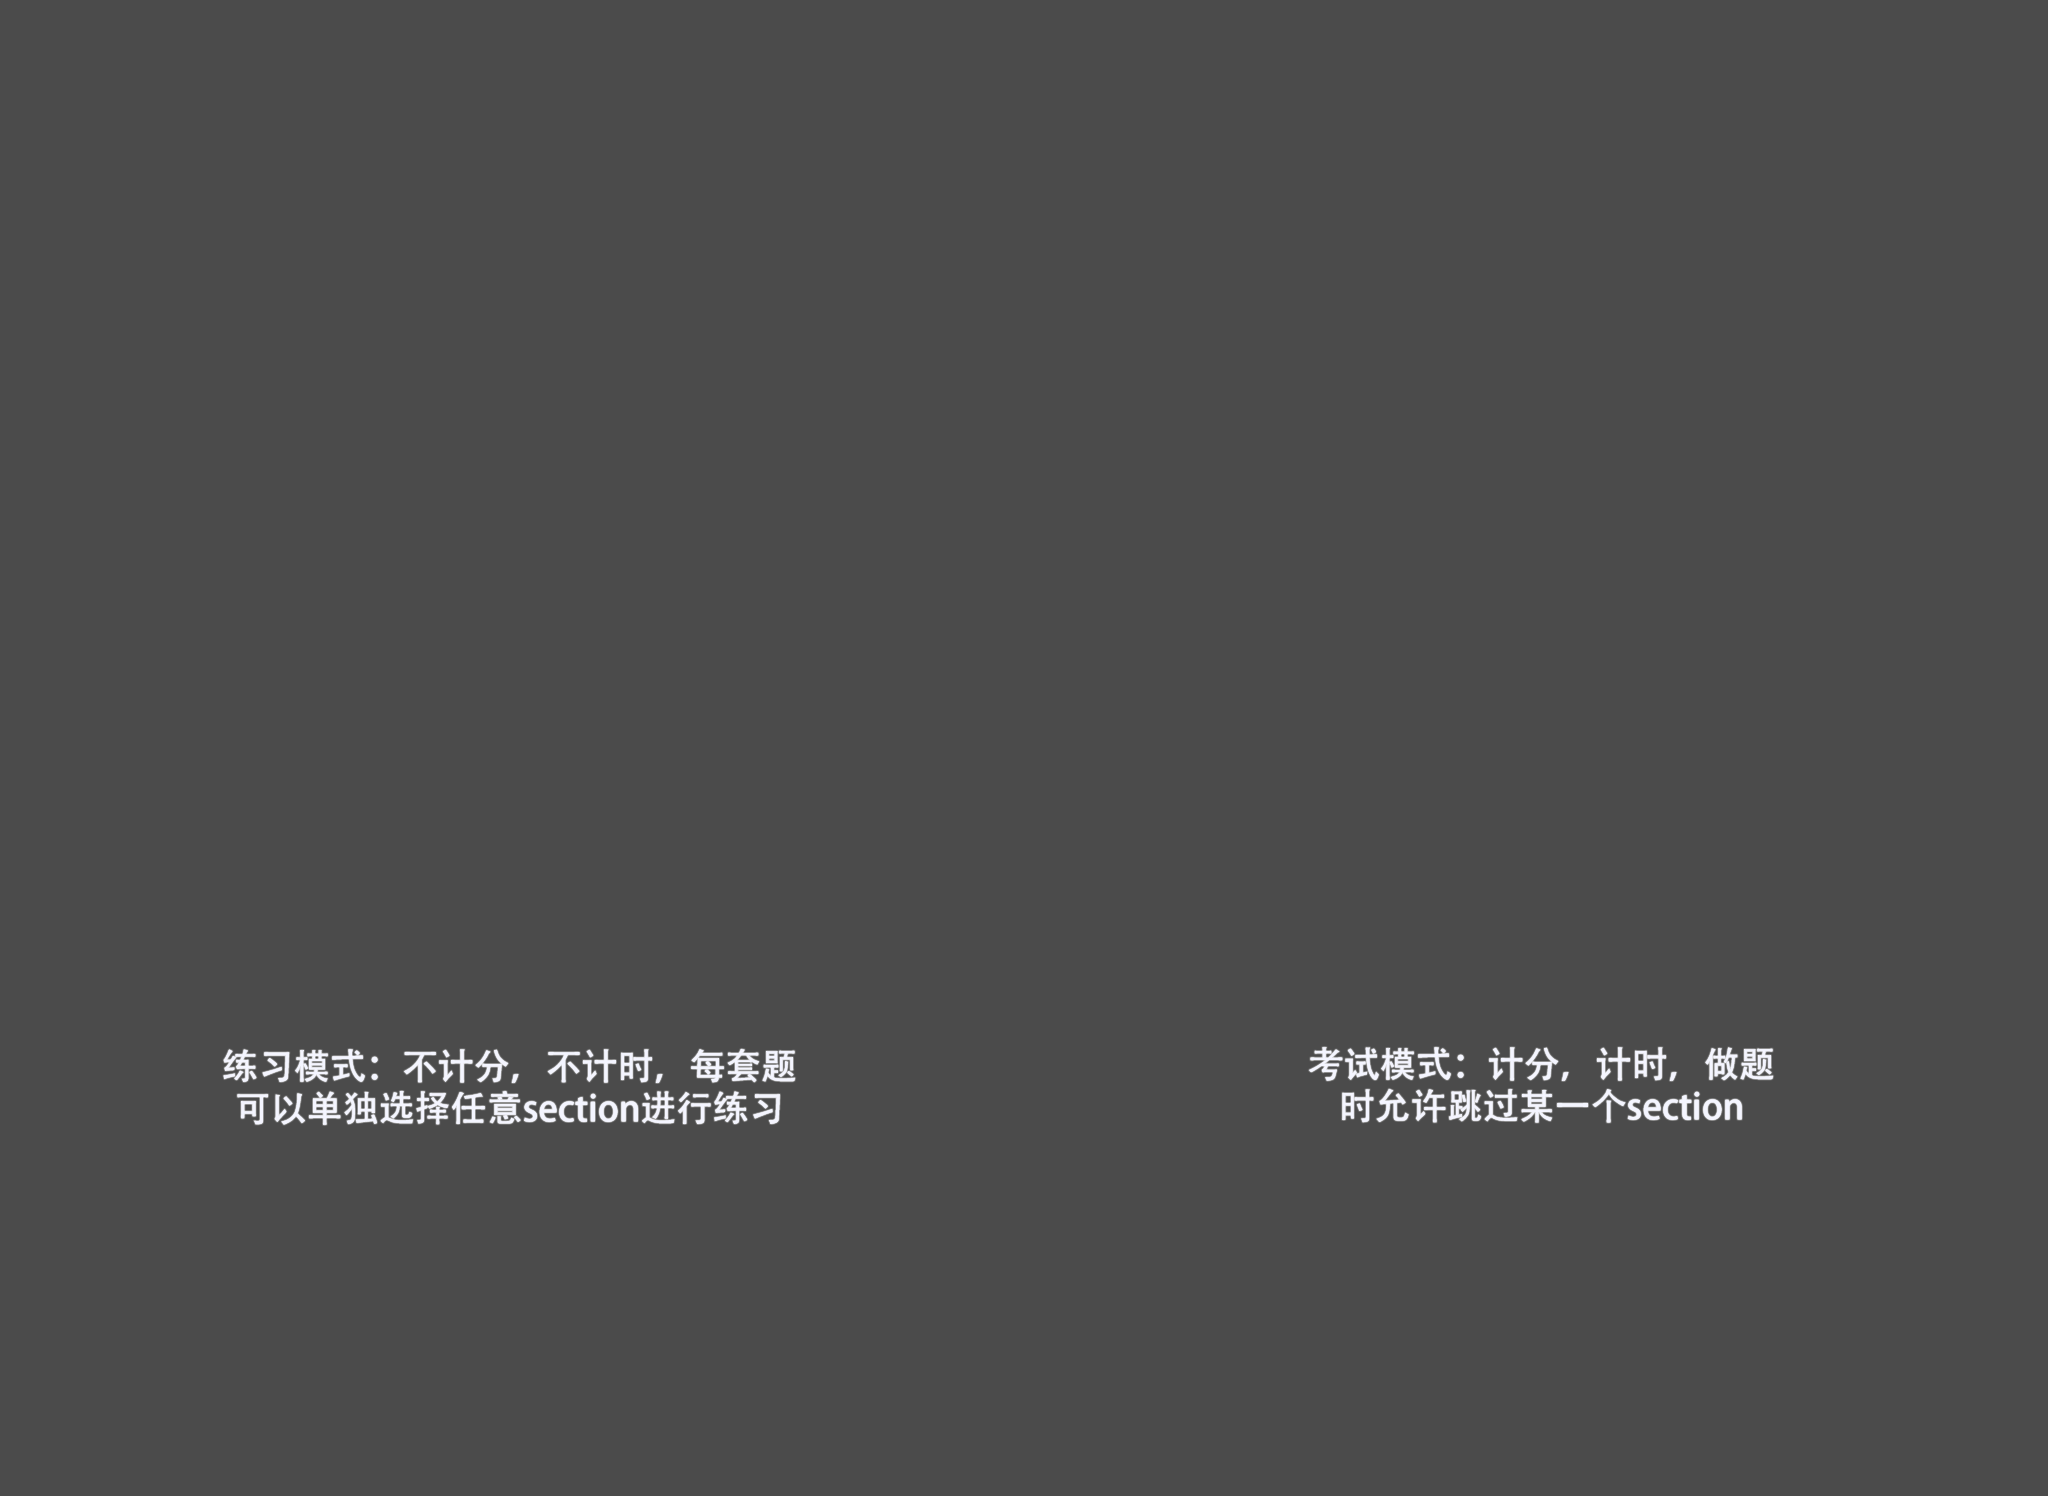 练习模式：不计分，不计时，每套题
可以单独选择任意section进行练习
考试模式：计分，计时，做题
时允许跳过某一个section